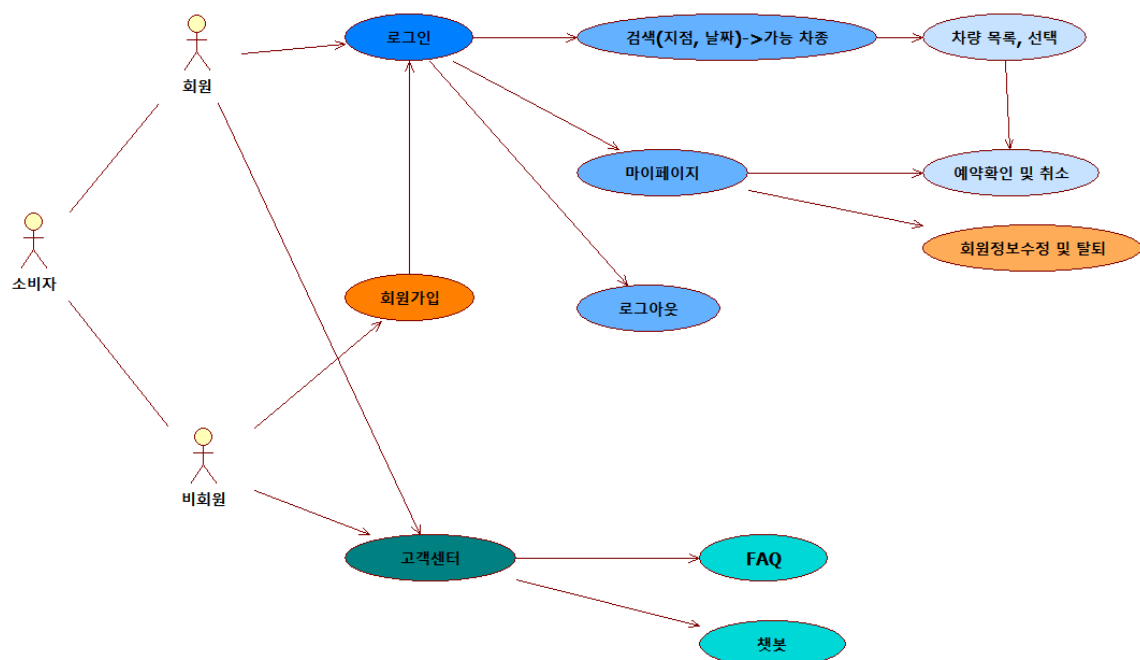 로그인
검색(지점, 날짜)->가능 차종
차량 목록, 선택
회원
마이페이지
예약확인 및 취소
회원정보수정 및 탈퇴
소비자
회원가입
로그아웃
비회원
고객센터
FAQ
챗봇